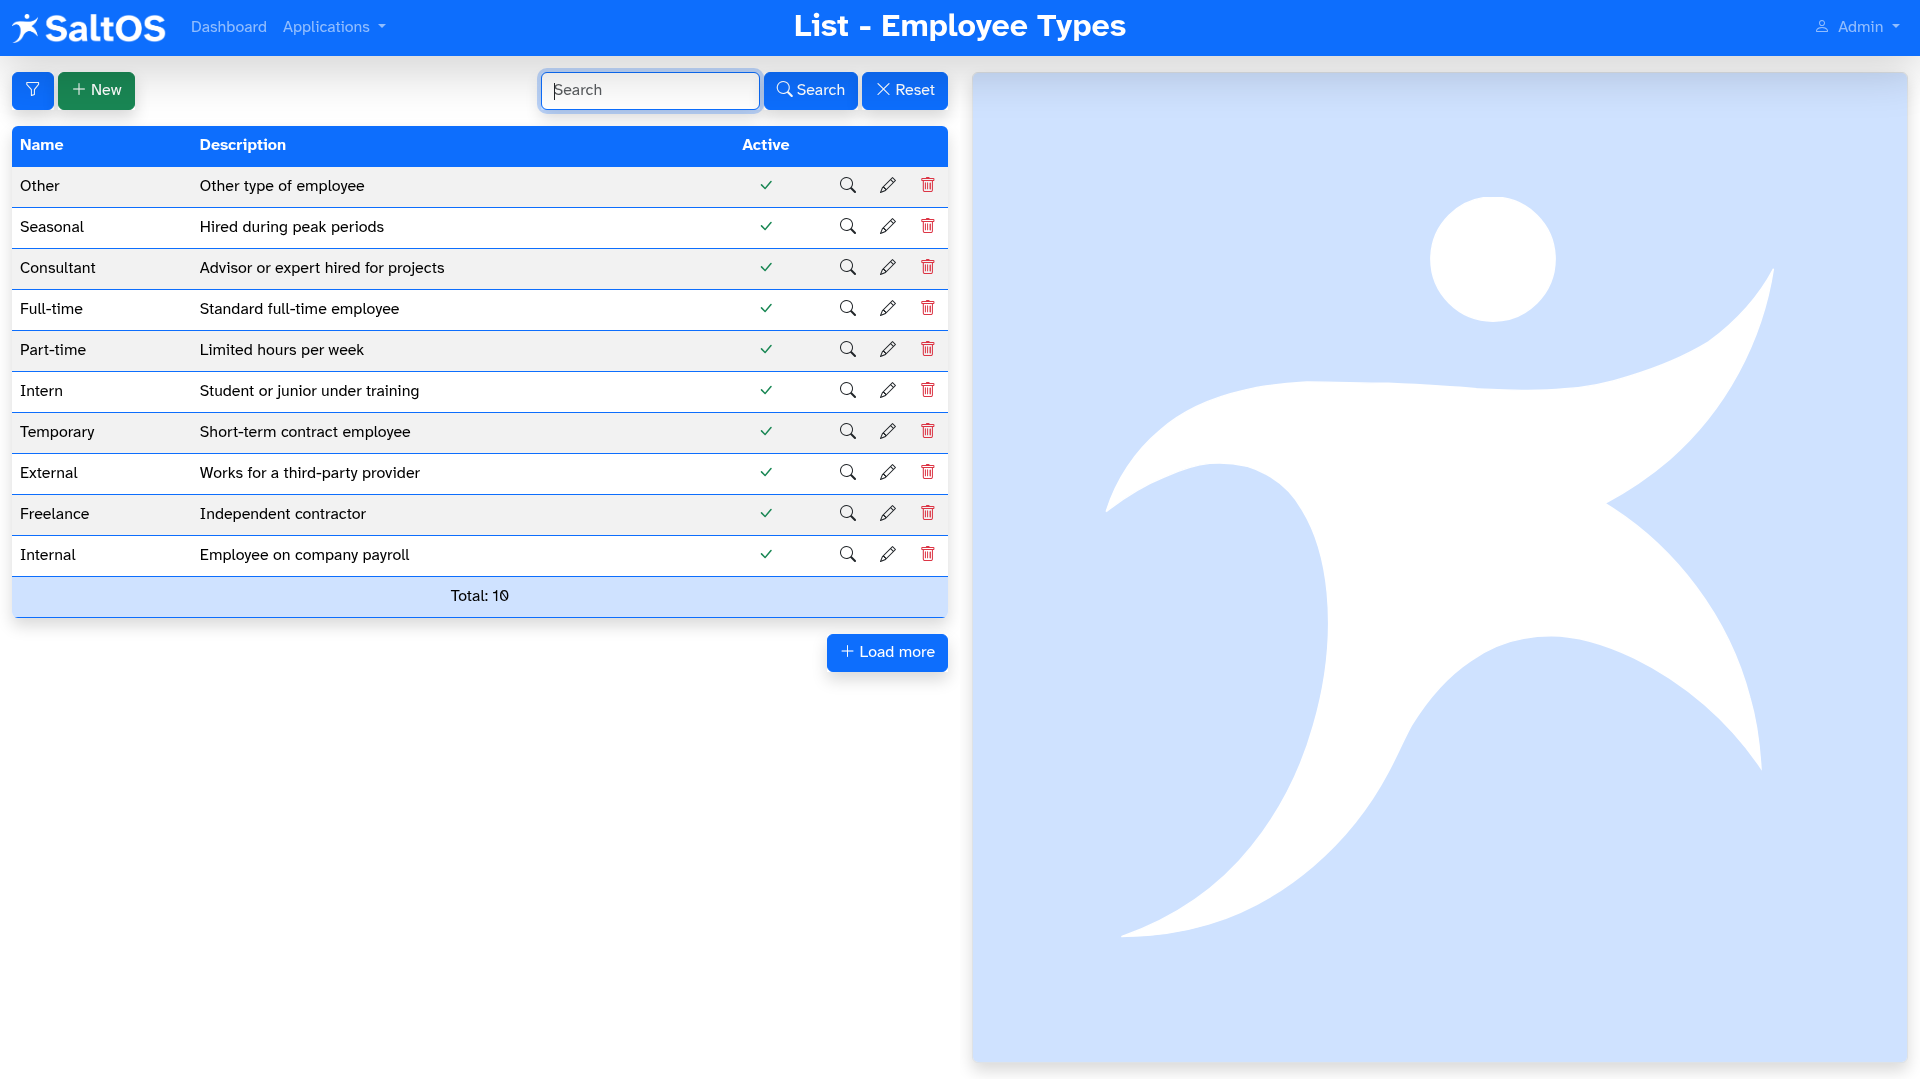 SaltOS
Dashboard
Applications
List - Employee Types
Admin
New
Search
Search
Reset
Name Description Active
Other Other type of employee
Seasonal Hired during peak periods
Consultant Advisor or expert hired for projects
Full-time Standard full-time employee
Part-time Limited hours per week
Intern Student or junior under training
Temporary Short-term contract employee
External Works for a third-party provider
Freelance Independent contractor
Internal Employee on company payroll
Total: 10
Load more